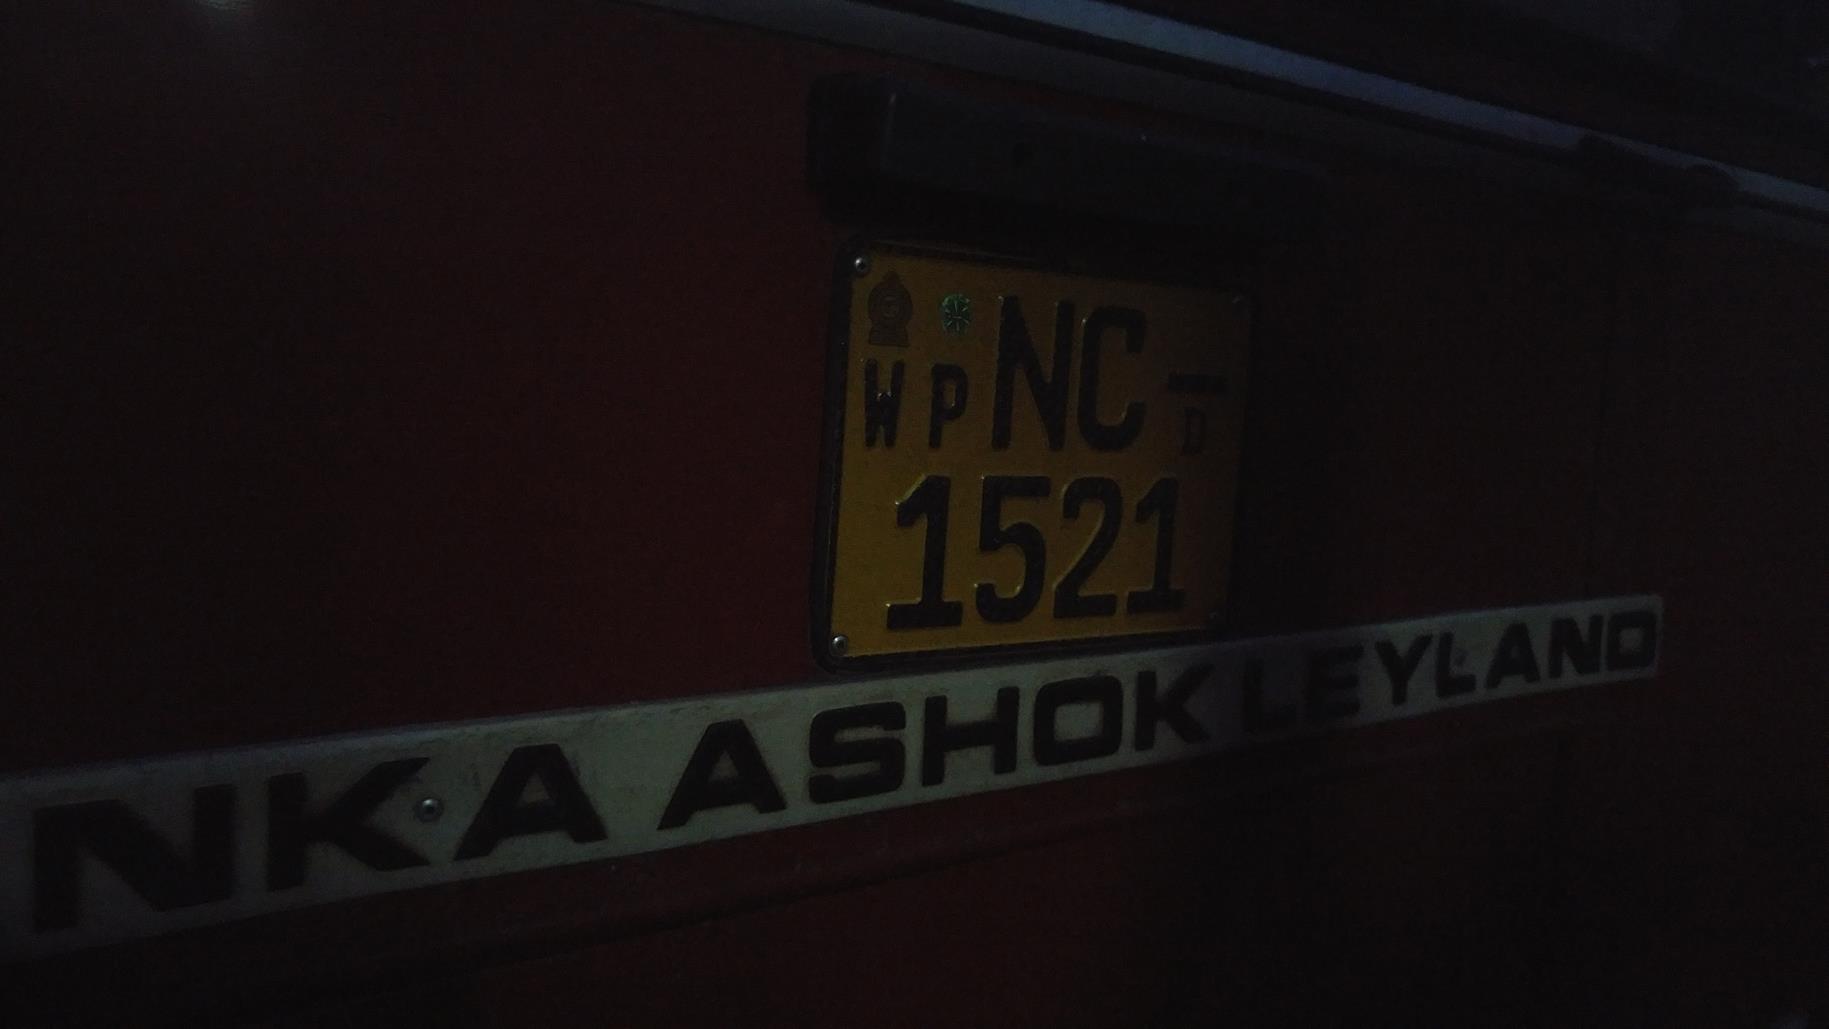 WP NC -
D
1521
NKA ASHOK LEYLAND